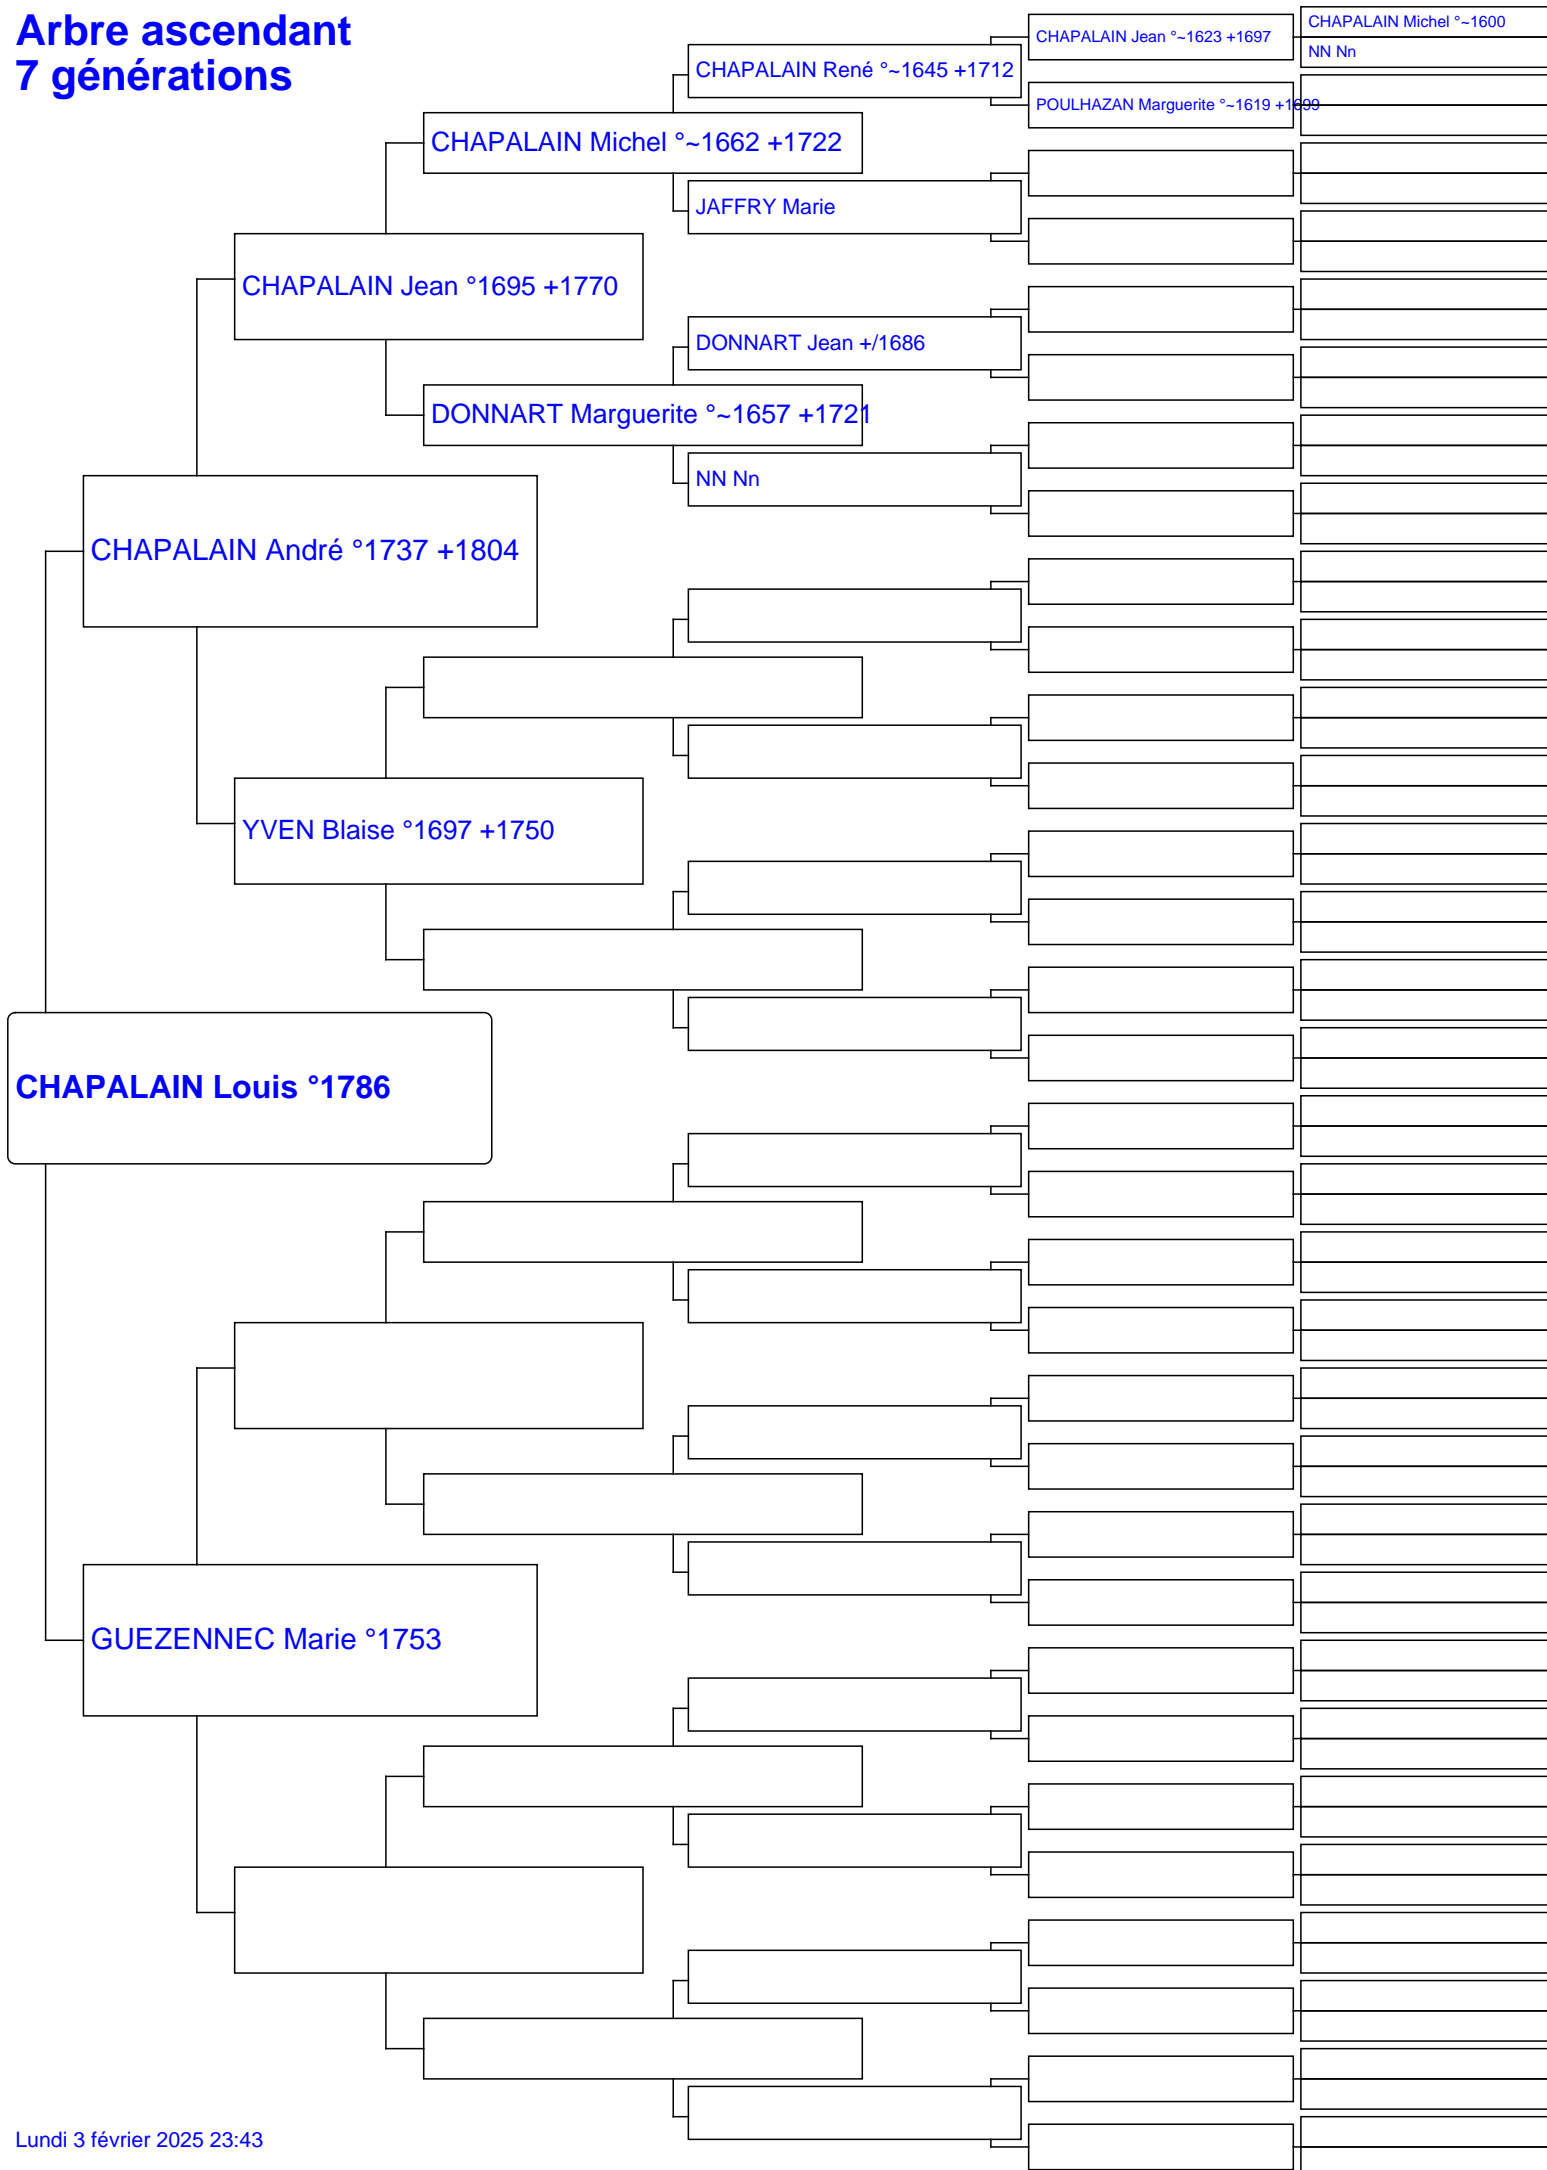 Arbre ascendant
7 générations
CHAPALAIN Michel °~1600
NN Nn
CHAPALAIN Jean °~1623 +1697
CHAPALAIN René °~1645 +1712
POULHAZAN Marguerite °~1619 +1699
CHAPALAIN Michel °~1662 +1722
JAFFRY Marie
CHAPALAIN Jean °1695 +1770
DONNART Jean +/1686
DONNART Marguerite °~1657 +1721
NN Nn
CHAPALAIN André °1737 +1804
YVEN Blaise °1697 +1750
CHAPALAIN Louis °1786
GUEZENNEC Marie °1753
Lundi 3 février 2025 23:43